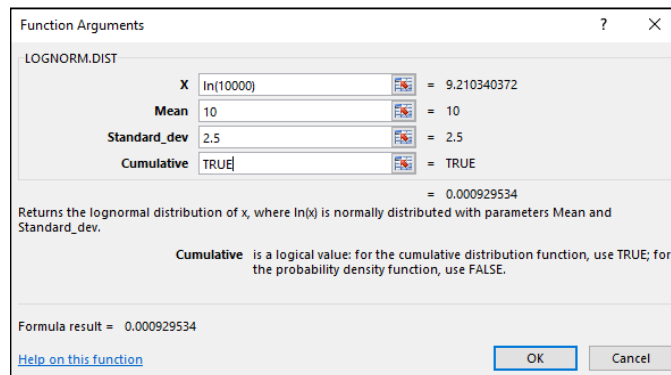 Function Arguments ? ×
LOGNORM.DIST
X ln(10000) = 9.210340372
Mean 10 = 10
Standard_dev 2.5 = 2.5
Cumulative TRUE = TRUE
= 0.000929534
Returns the lognormal distribution of x, where ln(x) is normally distributed with parameters Mean and
Standard_dev.
Cumulative is a logical value: for the cumulative distribution function, use TRUE; for
the probability density function, use FALSE.
Formula result = 0.000929534
Help on this function OK Cancel